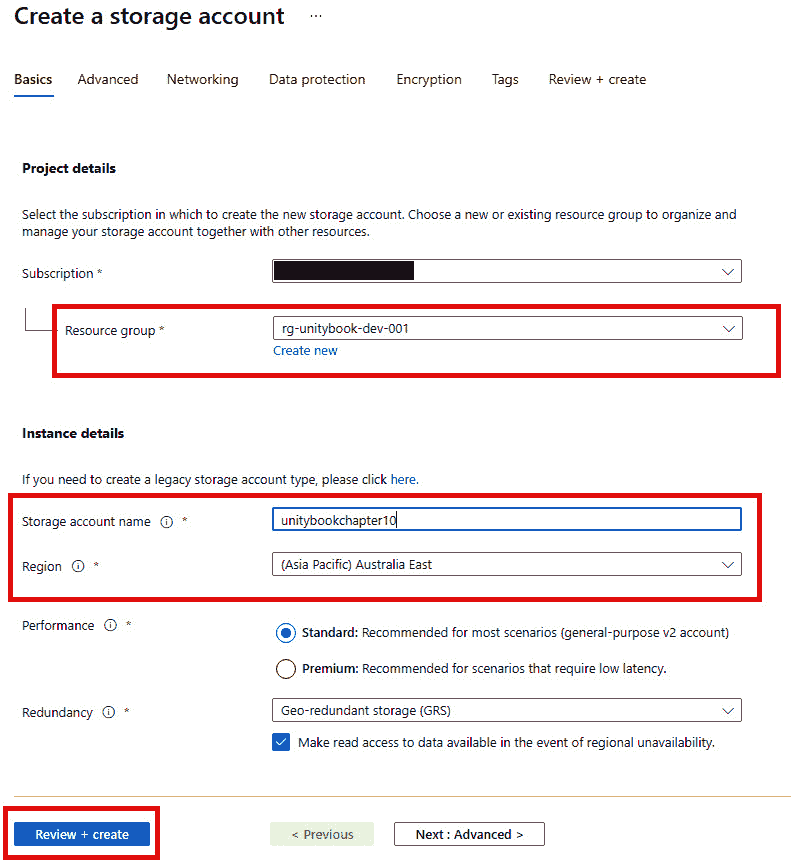 Create a storage account ...
Basics Advanced Networking Data protection Encryption Tags Review + create
Project details
Select the subscription in which to create the new storage account. Choose a new or existing resource group to organize and
manage your storage account together with other resources.
Subscription *
Resource group * rg-unitybook-dev-001
Create new
Instance details
If you need to create a legacy storage account type, please click here.
Storage account name * unitybookchapter10
Region * (Asia Pacific) Australia East
Performance * Standard: Recommended for most scenarios (general-purpose v2 account)
Premium: Recommended for scenarios that require low latency.
Redundancy * Geo-redundant storage (GRS)
Make read access to data available in the event of regional unavailability.
Review + create < Previous Next : Advanced >